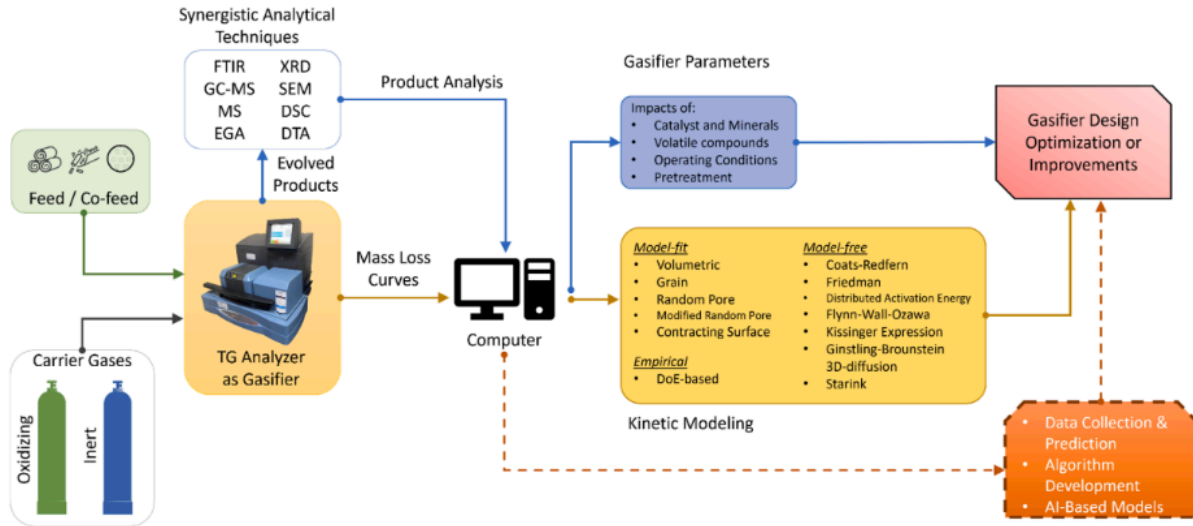 Synergistic Analytical
Techniques
FTIR XRD
GC-MS SEM
MS DSC
EGA DTA
Product Analysis
Evolved
Products
Feed / Co-feed
Mass Loss
Curves
TG Analyzer
as Gasifier
Carrier Gases
Oxidizing
Inert
Computer
Gasifier Parameters
Impacts of:
• Catalyst and Minerals
• Volatile compounds
• Operating Conditions
• Pretreatment
Gasifier Design
Optimization or
Improvements
Model-fit
• Volumetric
• Grain
• Random Pore
• Modified Random Pore
• Contracting Surface
Empirical
• DoE-based
Model-free
• Coats-Redfern
• Friedman
• Distributed Activation Energy
• Flynn-Wall-Ozawa
• Kissinger Expression
• Ginstling-Brounstein
3D-diffusion
• Starink
Kinetic Modeling
• Data Collection &
Prediction
• Algorithm
Development
• AI-Based Models